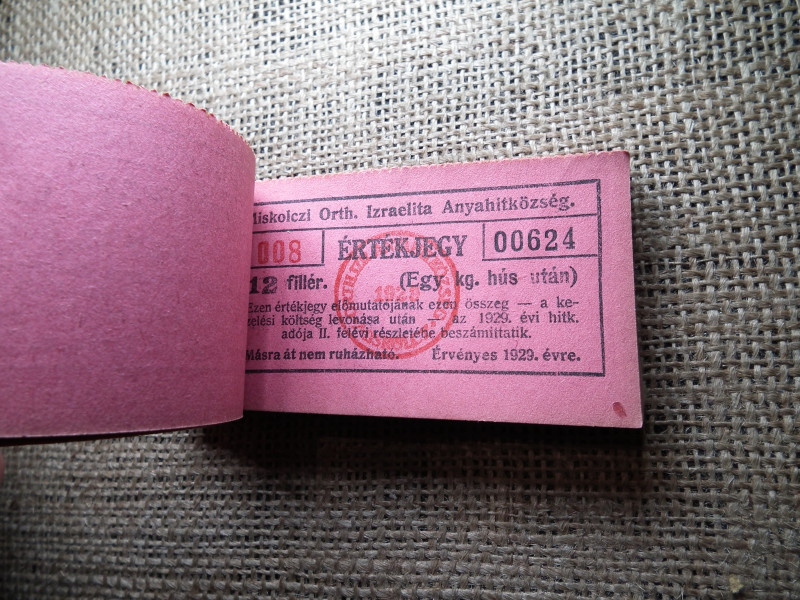 Miskolczi Orth. Izraelita Anyahitközség.
008 ÉRTÉKJEGY 00624
12 fillér. (Egy kg. hús után)
Ezen értékjegy előmutatójának ezen összeg — a ke-
zelési költség levonása után — az 1929. évi hitk.
adója II. félévi részletébe beszámíttatik.
Másra át nem ruházható. Érvényes 1929. évre.